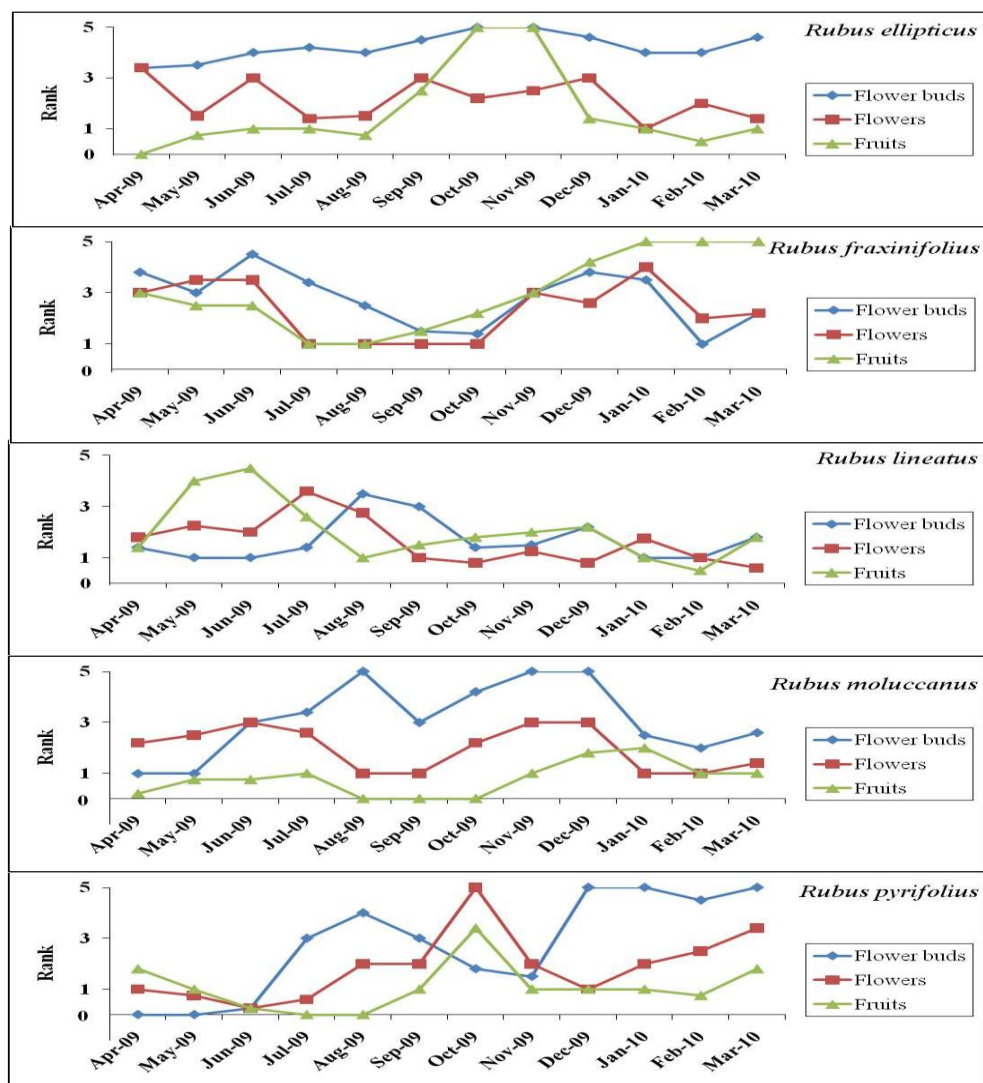 Rubus ellipticus
5
3
1
0
Rank
Flower buds
Flowers
Fruits
Apr-09
May-09
Jun-09
Jul-09
Aug-09
Sep-09
Oct-09
Nov-09
Dec-09
Jan-10
Feb-10
Mar-10
Rubus fraxinifolius
5
3
1
0
Rank
Flower buds
Flowers
Fruits
Apr-09
May-09
Jun-09
Jul-09
Aug-09
Sep-09
Oct-09
Nov-09
Dec-09
Jan-10
Feb-10
Mar-10
Rubus lineatus
5
3
1
0
Rank
Flower buds
Flowers
Fruits
Apr-09
May-09
Jun-09
Jul-09
Aug-09
Sep-09
Oct-09
Nov-09
Dec-09
Jan-10
Feb-10
Mar-10
Rubus moluccanus
5
3
1
0
Rank
Flower buds
Flowers
Fruits
Apr-09
May-09
Jun-09
Jul-09
Aug-09
Sep-09
Oct-09
Nov-09
Dec-09
Jan-10
Feb-10
Mar-10
Rubus pyrifolius
5
3
1
0
Rank
Flower buds
Flowers
Fruits
Apr-09
May-09
Jun-09
Jul-09
Aug-09
Sep-09
Oct-09
Nov-09
Dec-09
Jan-10
Feb-10
Mar-10